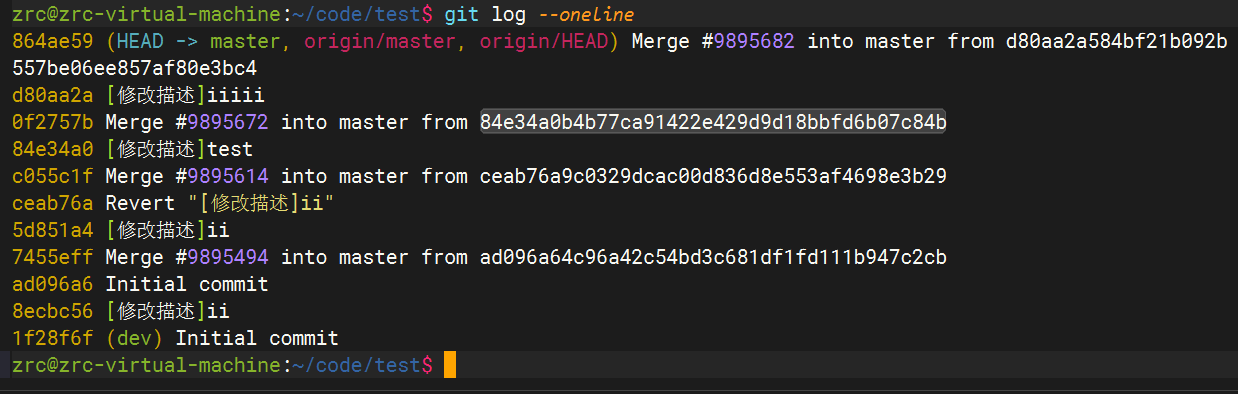 zrc@zrc-virtual-machine:~/code/test$ git log --oneline
864ae59 (HEAD -> master, origin/master, origin/HEAD) Merge #9895682 into master from d80aa2a584bf21b092b
557be06ee857af80e3bc4
d80aa2a [修改描述]iiiii
0f2757b Merge #9895672 into master from 84e34a0b4b77ca91422e429d9d18bbfd6b07c84b
84e34a0 [修改描述]test
c055c1f Merge #9895614 into master from ceab76a9c0329dcac00d836d8e553af4698e3b29
ceab76a Revert "[修改描述]ii"
5d851a4 [修改描述]ii
7455eff Merge #9895494 into master from ad096a64c96a42c54bd3c681df1fd111b947c2cb
ad096a6 Initial commit
8ecbc56 [修改描述]ii
1f28f6f (dev) Initial commit
zrc@zrc-virtual-machine:~/code/test$